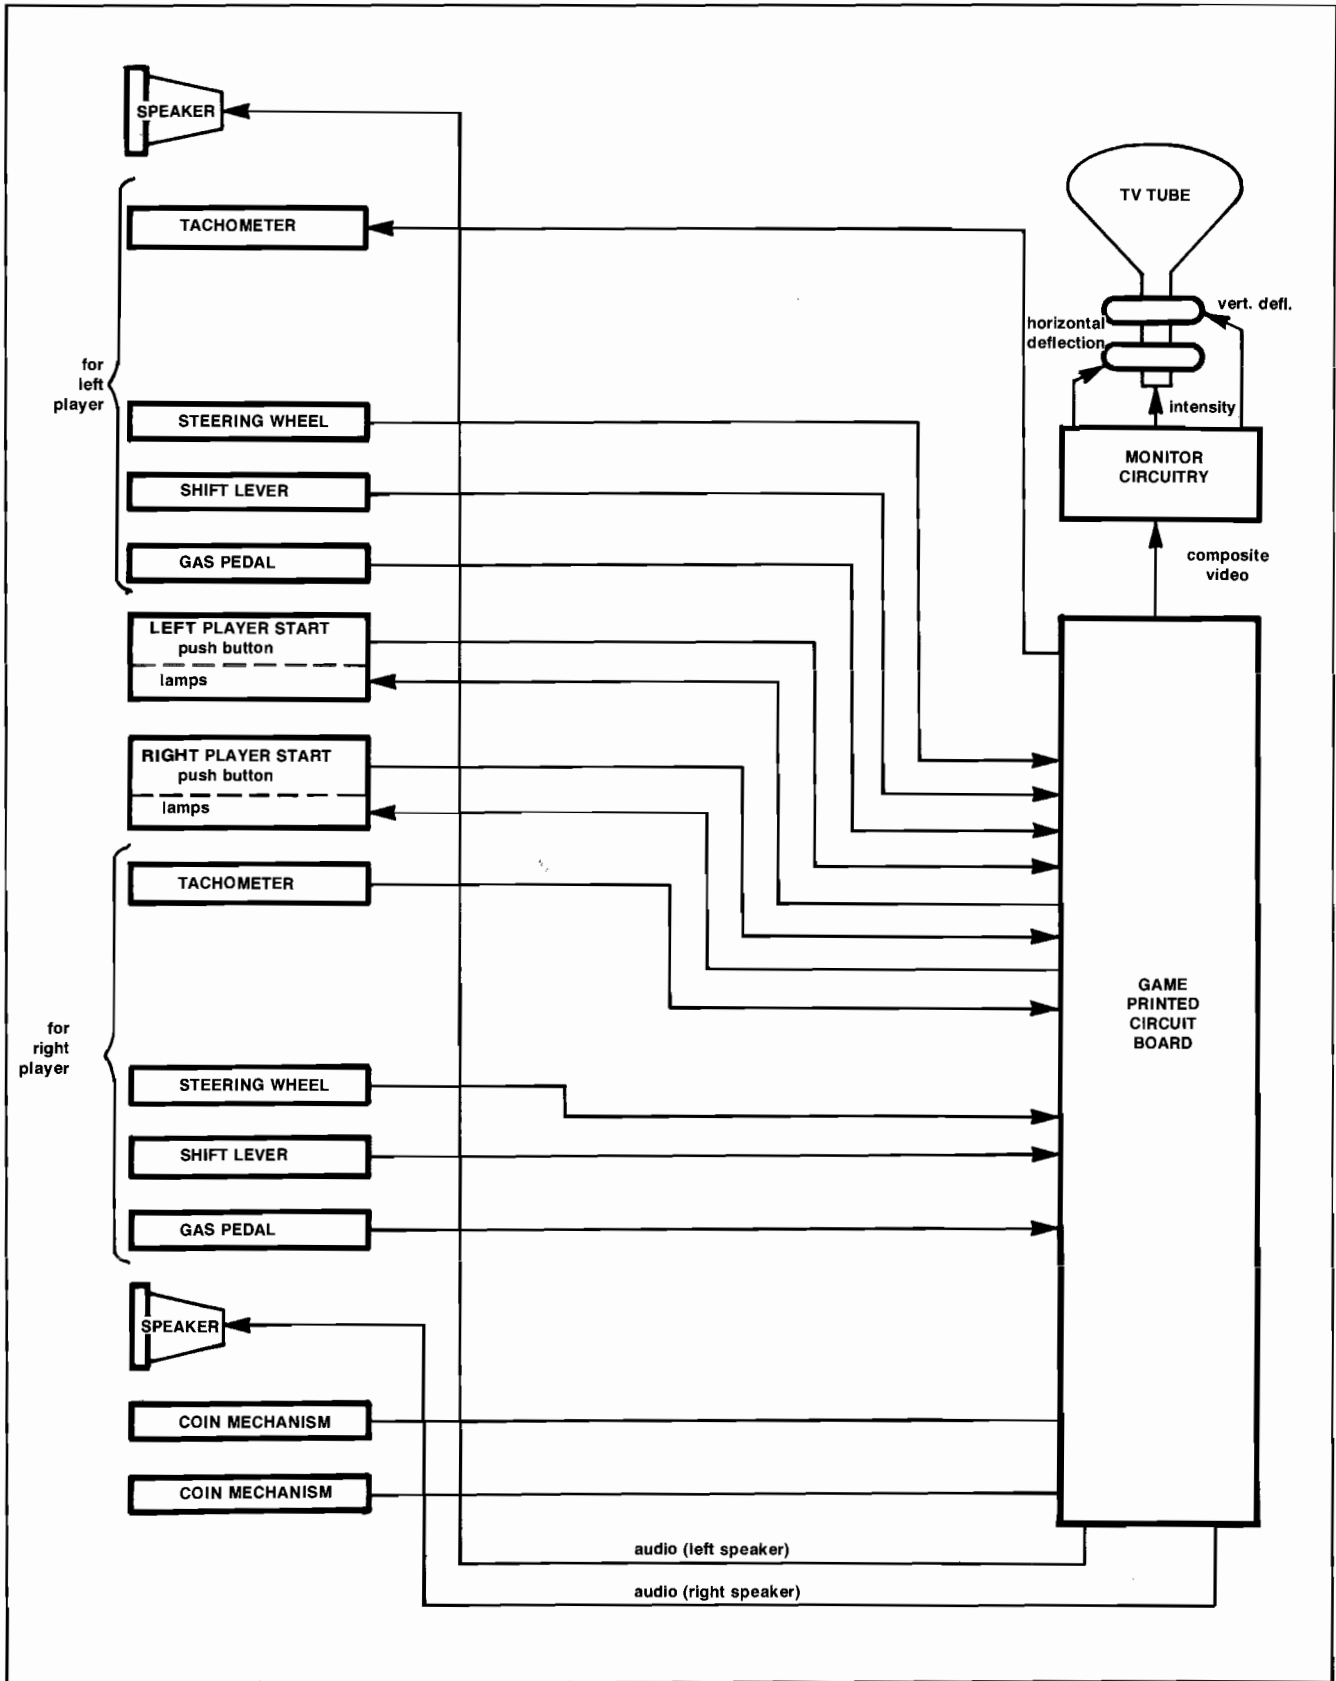 SPEAKER
TACHOMETER
TV TUBE
vert. defl.
horizontal
deflection
for
left
player
intensity
STEERING WHEEL
MONITOR
CIRCUITRY
SHIFT LEVER
GAS PEDAL
composite
video
LEFT PLAYER START
push button
lamps
RIGHT PLAYER START
push button
lamps
TACHOMETER
GAME
PRINTED
CIRCUIT
BOARD
for
right
player
STEERING WHEEL
SHIFT LEVER
GAS PEDAL
SPEAKER
COIN MECHANISM
COIN MECHANISM
audio (left speaker)
audio (right speaker)